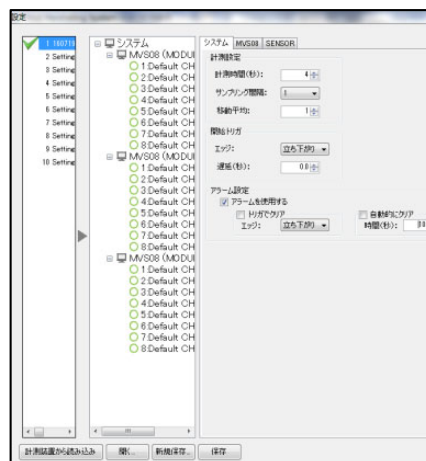 設定
1 160711
2 Setting
3 Setting
4 Setting
5 Setting
6 Setting
7 Setting
8 Setting
9 Setting
10 Setting
システム
MVS08 (MODUI
1:Default CH
2:Default CH
3:Default CH
4:Default CH
5:Default CH
6:Default CH
7:Default CH
8:Default CH
MVS08 (MODUI
1:Default CH
2:Default CH
3:Default CH
4:Default CH
5:Default CH
6:Default CH
7:Default CH
8:Default CH
MVS08 (MODUI
1:Default CH
2:Default CH
3:Default CH
4:Default CH
5:Default CH
6:Default CH
7:Default CH
8:Default CH
システム MVS08 SENSOR
計測設定
計測時間(秒): 4
サンプリング間隔: 1
移動平均: 1
開始トリガ
エッジ: 立ち下がり
遅延(秒): 0.0
アラーム設定
アラームを使用する
トリガでクリア 自動的にクリア
エッジ: 立ち下がり 時間(秒):
計測装置から読み込み 開く... 新規保存... 保存